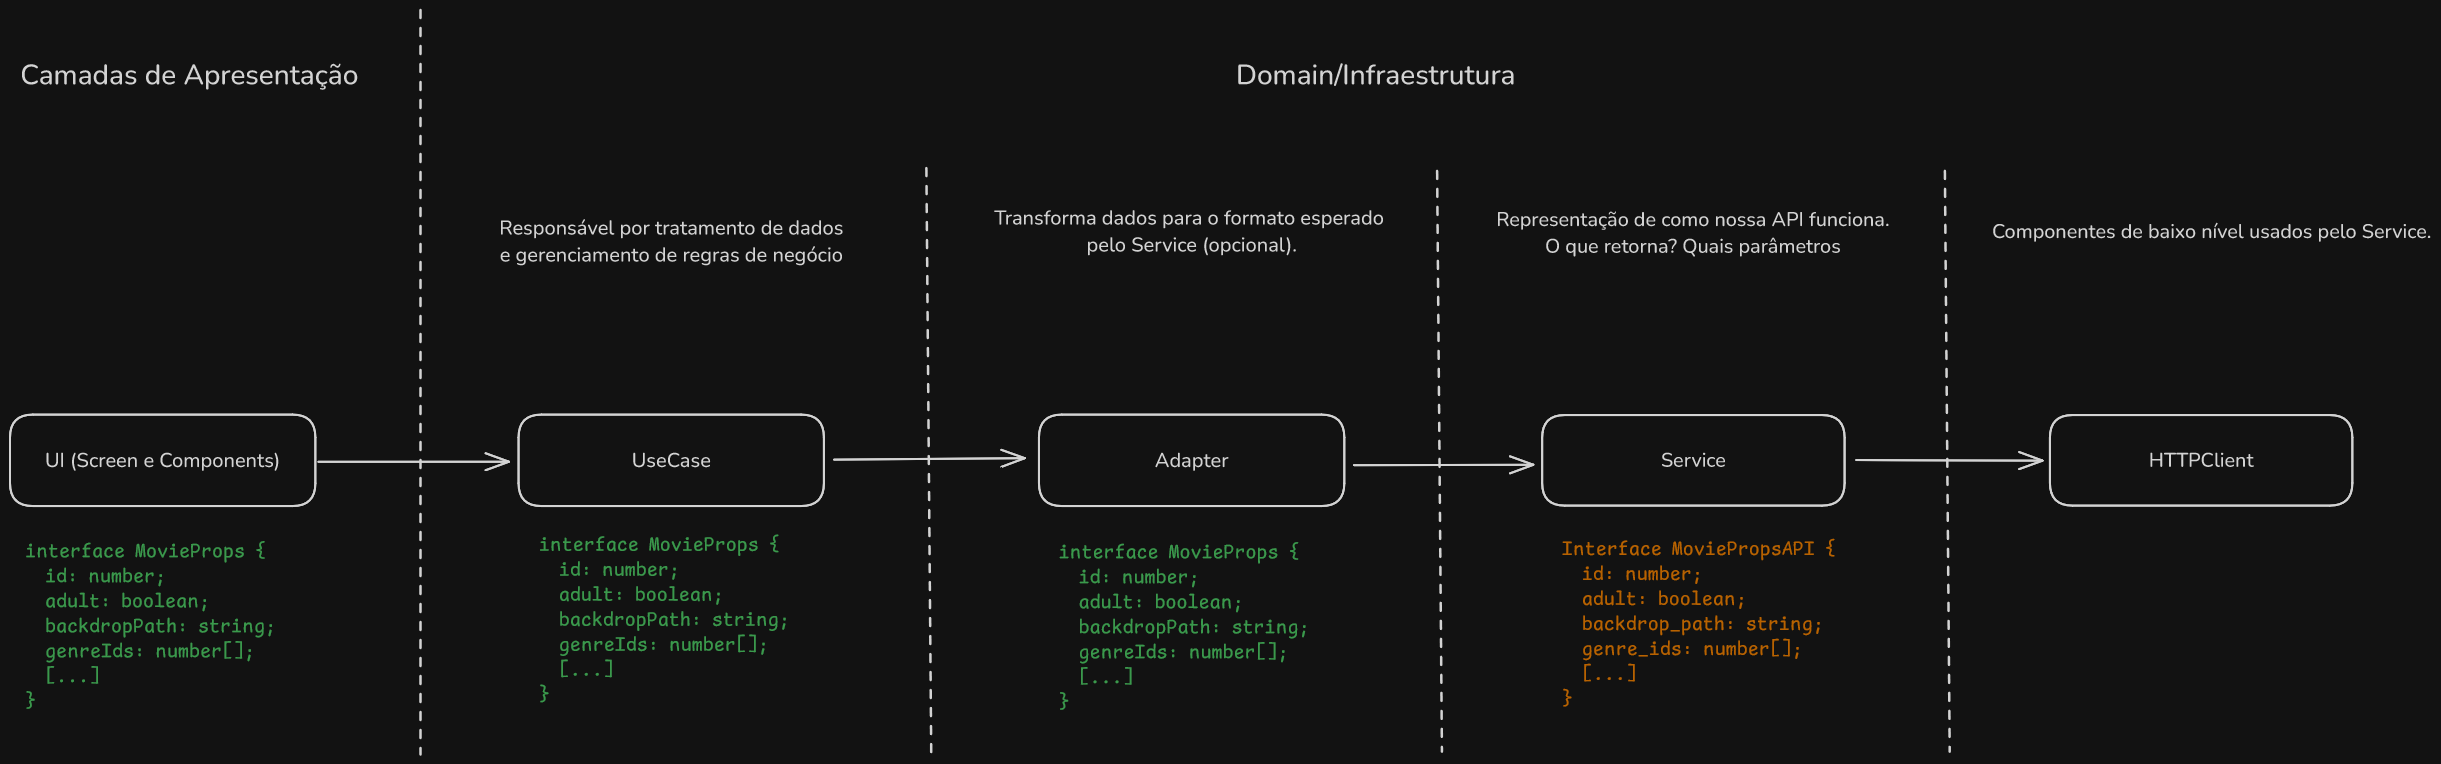 Camadas de Apresentação
Domain/Infraestrutura
Responsável por tratamento de dados
e gerenciamento de regras de negócio
Transforma dados para o formato esperado
pelo Service (opcional).
Representação de como nossa API funciona.
O que retorna? Quais parâmetros
Componentes de baixo nível usados pelo Service.
UI (Screen e Components)
UseCase
Adapter
Service
HTTPClient
interface MovieProps {
  id: number;
  adult: boolean;
  backdropPath: string;
  genreIds: number[];
  [...]
}
interface MovieProps {
  id: number;
  adult: boolean;
  backdropPath: string;
  genreIds: number[];
  [...]
}
interface MovieProps {
  id: number;
  adult: boolean;
  backdropPath: string;
  genreIds: number[];
  [...]
}
Interface MoviePropsAPI {
  id: number;
  adult: boolean;
  backdrop_path: string;
  genre_ids: number[];
  [...]
}